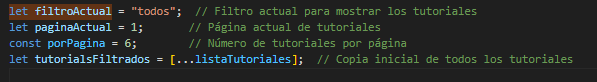 let filtroActual = "todos";  // Filtro actual para mostrar los tutoriales
let paginaActual = 1;       // Página actual de tutoriales
const porPagina = 6;        // Número de tutoriales por página
let tutorialsFiltrados = [...listaTutoriales];  // Copia inicial de todos los tutoriales